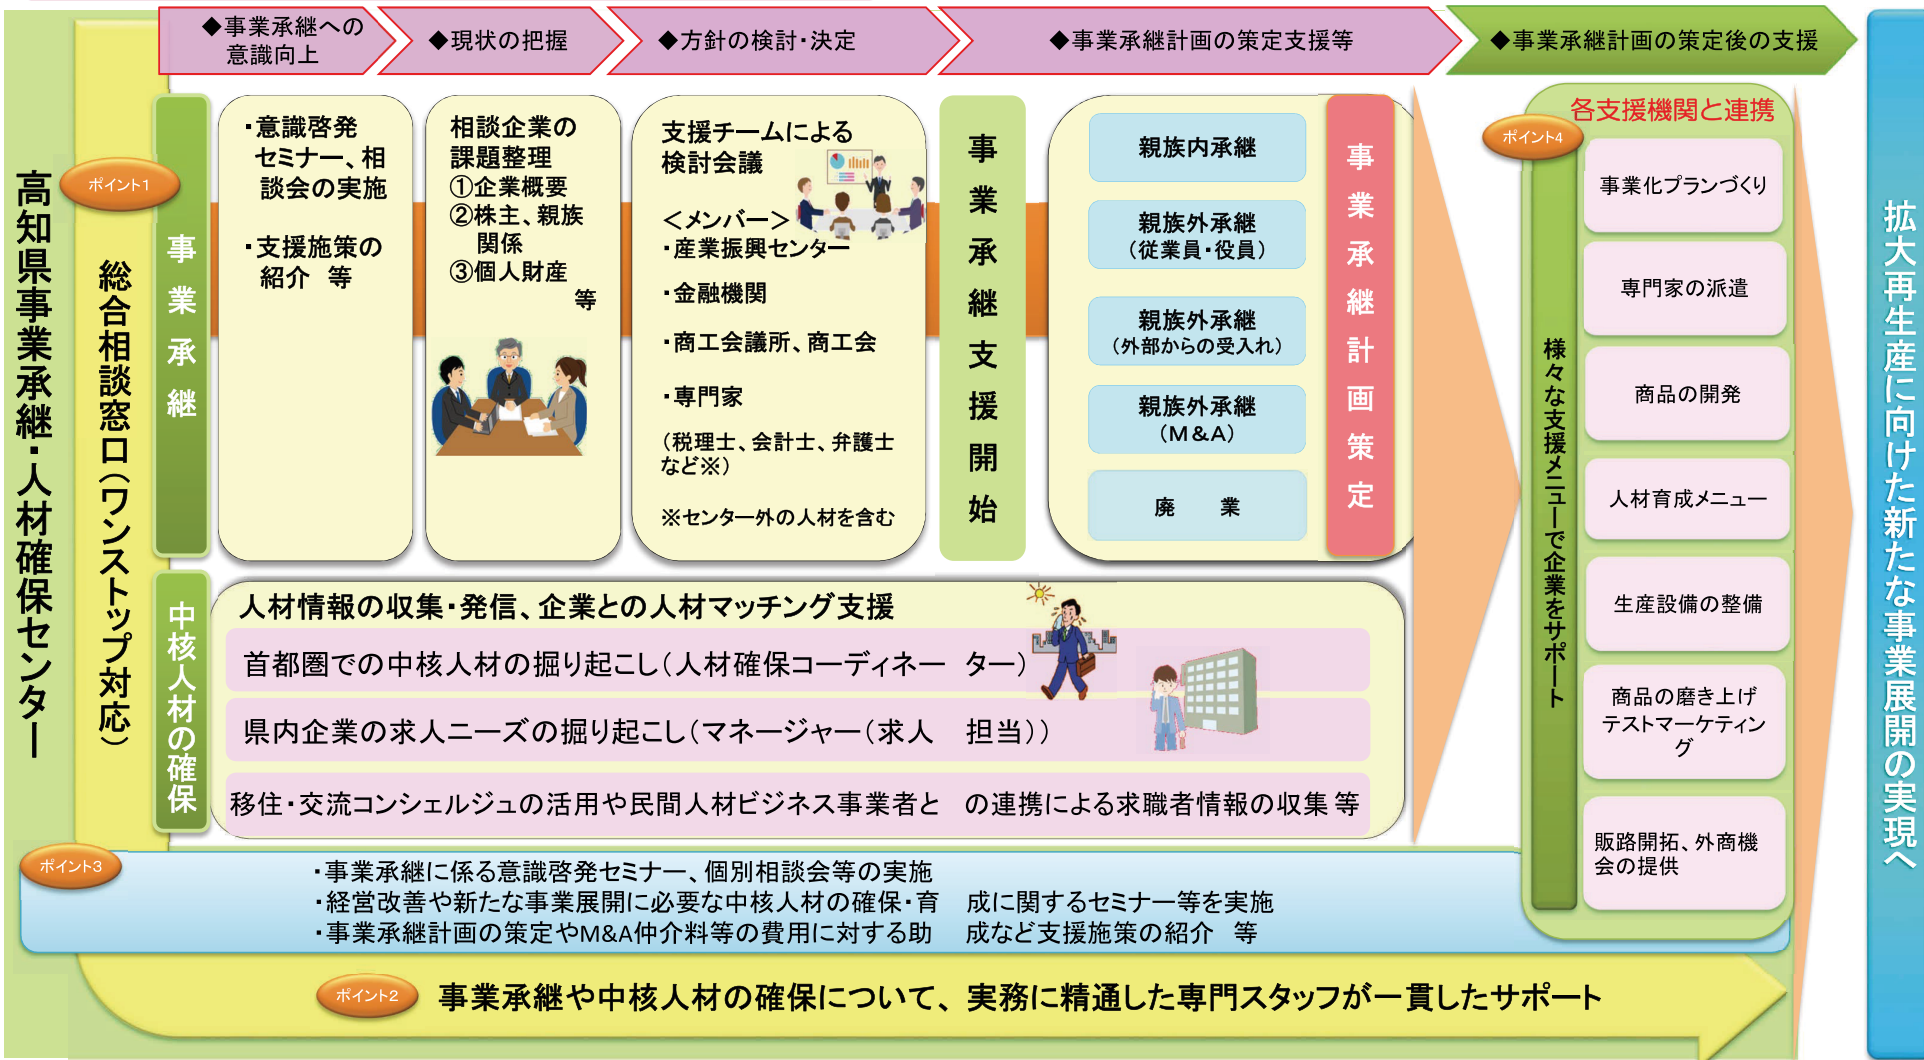 ◆事業承継への
意識向上
◆現状の把握
◆方針の検討・決定
◆事業承継計画の策定支援等
◆事業承継計画の策定後の支援
高知県事業承継・人材確保センター
ポイント1
総合相談窓口(ワンストップ対応)
事業承継
・意識啓発
セミナー、相
談会の実施
・支援施策の
紹介 等
相談企業の
課題整理
①企業概要
②株主、親族
関係
③個人財産
等
支援チームによる
検討会議
<メンバー>
・産業振興センター
・金融機関
・商工会議所、商工会
・専門家
(税理士、会計士、弁護士
など※)
※センター外の人材を含む
事業承継支援開始
親族内承継
親族外承継
(従業員・役員)
親族外承継
(外部からの受入れ)
親族外承継
(M&A)
廃 業
事業承継計画策定
中核人材の確保
人材情報の収集・発信、企業との人材マッチング支援
首都圏での中核人材の掘り起こし(人材確保コーディネー ター)
県内企業の求人ニーズの掘り起こし(マネージャー(求人 担当))
移住・交流コンシェルジュの活用や民間人材ビジネス事業者と の連携による求職者情報の収集 等
ポイント4
各支援機関と連携
様々な支援メニューで企業をサポート
事業化プランづくり
専門家の派遣
商品の開発
人材育成メニュー
生産設備の整備
商品の磨き上げ
テストマーケティン
グ
販路開拓、外商機
会の提供
拡大再生産に向けた新たな事業展開の実現へ
ポイント3
・事業承継に係る意識啓発セミナー、個別相談会等の実施
・経営改善や新たな事業展開に必要な中核人材の確保・育 成に関するセミナー等を実施
・事業承継計画の策定やM&A仲介料等の費用に対する助 成など支援施策の紹介 等
ポイント2
事業承継や中核人材の確保について、実務に精通した専門スタッフが一貫したサポート